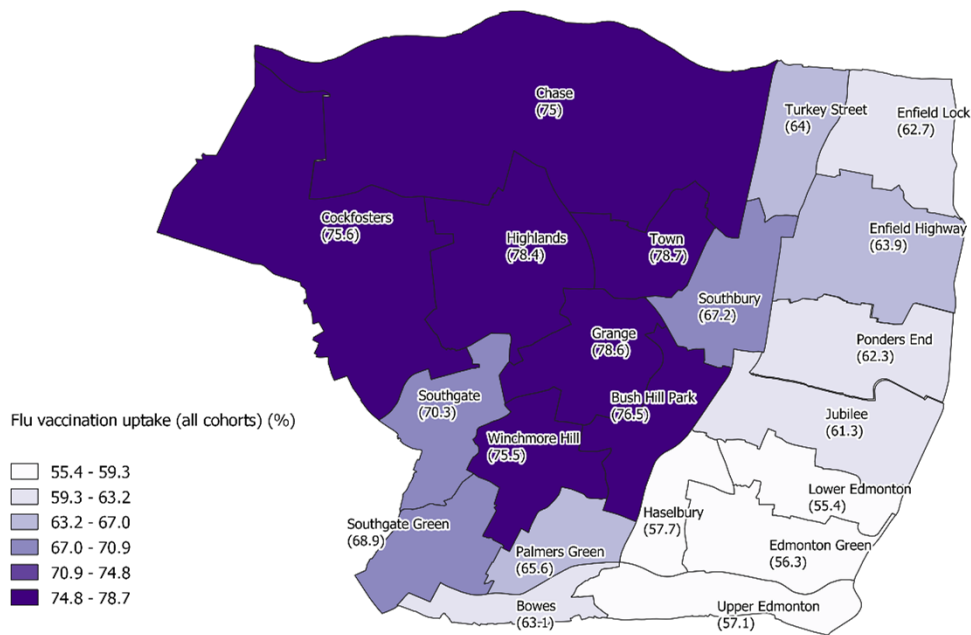 Chase
(75)
Turkey Street
(64)
Enfield Lock
(62.7)
Cockfosters
(75.6)
Highlands
(78.4)
Town
(78.7)
Enfield Highway
(63.9)
Southbury
(67.2)
Grange
(78.6)
Ponders End
(62.3)
Southgate
(70.3)
Bush Hill Park
(76.5)
Jubilee
(61.3)
Winchmore Hill
(75.5)
Lower Edmonton
(55.4)
Haselbury
(57.7)
Southgate Green
(68.9)
Palmers Green
(65.6)
Edmonton Green
(56.3)
Bowes
(63.1)
Upper Edmonton
(57.1)
Flu vaccination uptake (all cohorts) (%)
55.4 - 59.3
59.3 - 63.2
63.2 - 67.0
67.0 - 70.9
70.9 - 74.8
74.8 - 78.7